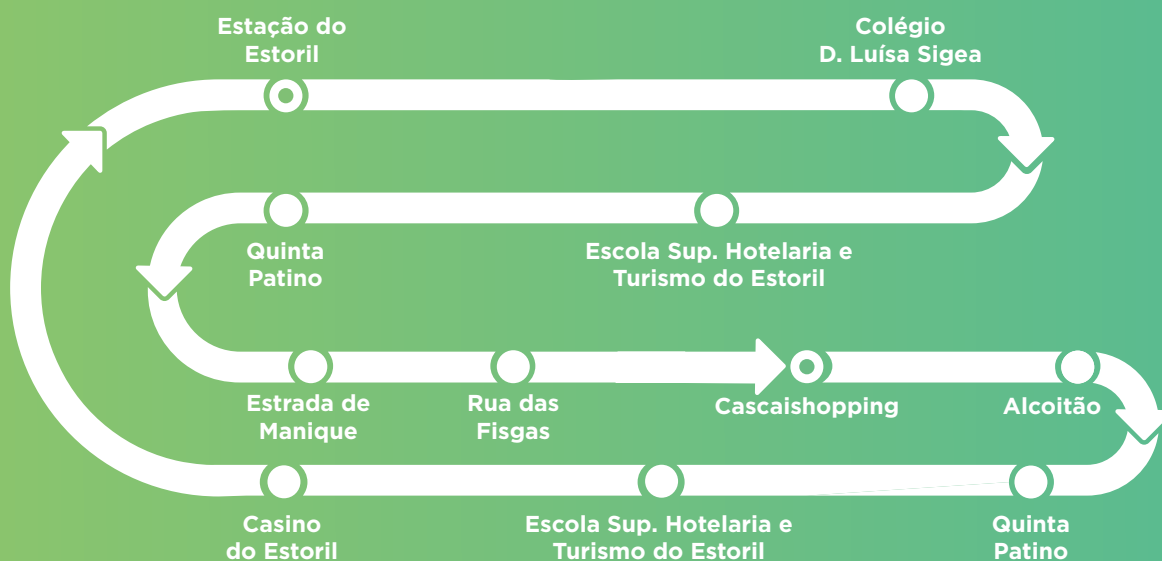 Estação do
Estoril
Colégio
D. Luísa Sigea
Quinta
Patino
Escola Sup. Hotelaria e
Turismo do Estoril
Estrada de
Manique
Rua das
Fisgas
Cascaishopping
Alcoitão
Casino
do Estoril
Escola Sup. Hotelaria e
Turismo do Estoril
Quinta
Patino